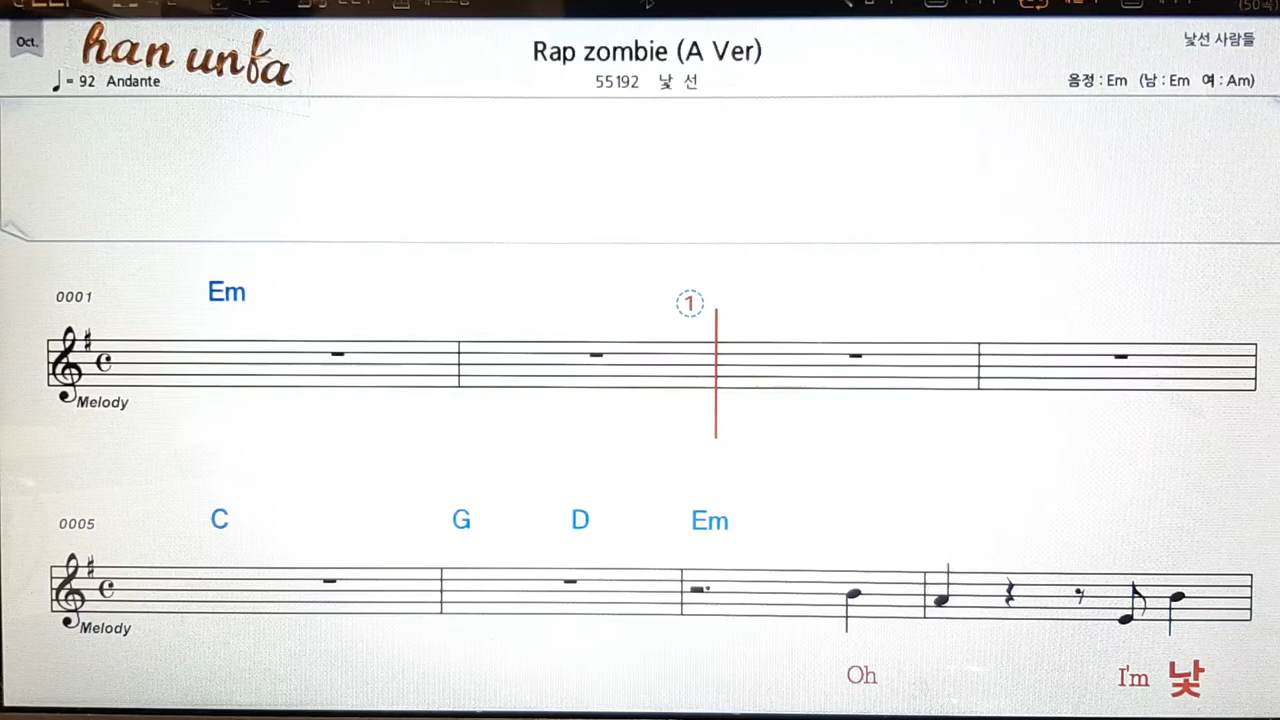 Oct.
han unfa
Rap zombie (A Ver)
낯선 사람들
♩ = 92 Andante
55192 낯 선
음정 : Em (남 : Em 여 : Am)
0001
Em
1
Melody
0005
C G D Em
Melody
Oh I'm 낯